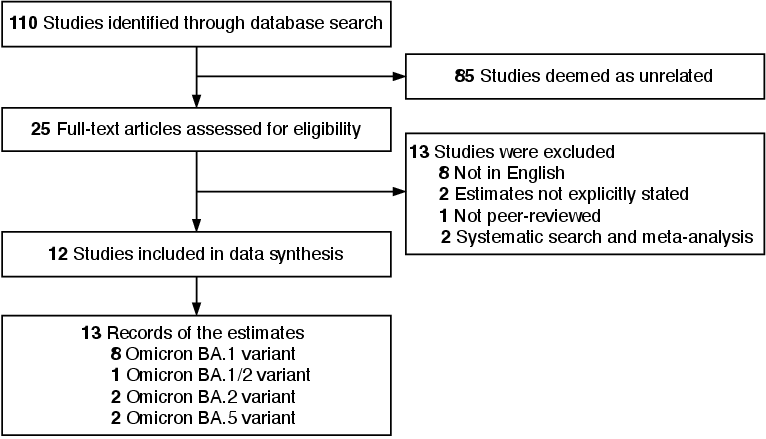 110 Studies identified through database search
85 Studies deemed as unrelated
25 Full-text articles assessed for eligibility
13 Studies were excluded
8 Not in English
2 Estimates not explicitly stated
1 Not peer-reviewed
2 Systematic search and meta-analysis
12 Studies included in data synthesis
13 Records of the estimates
8 Omicron BA.1 variant
1 Omicron BA.1/2 variant
2 Omicron BA.2 variant
2 Omicron BA.5 variant